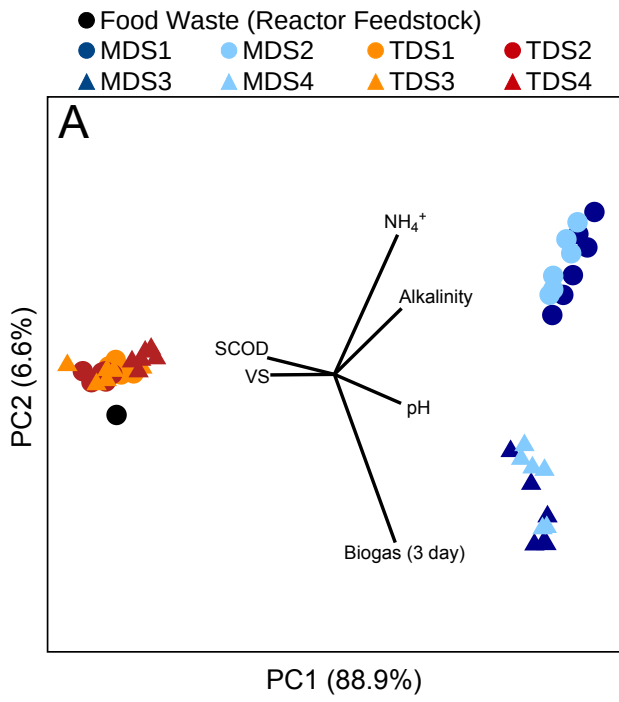 Food Waste (Reactor Feedstock)
MDS1 MDS2 TDS1 TDS2
MDS3 MDS4 TDS3 TDS4
A
NH₄⁺
Alkalinity
SCOD
VS
pH
Biogas (3 day)
PC2 (6.6%)
PC1 (88.9%)